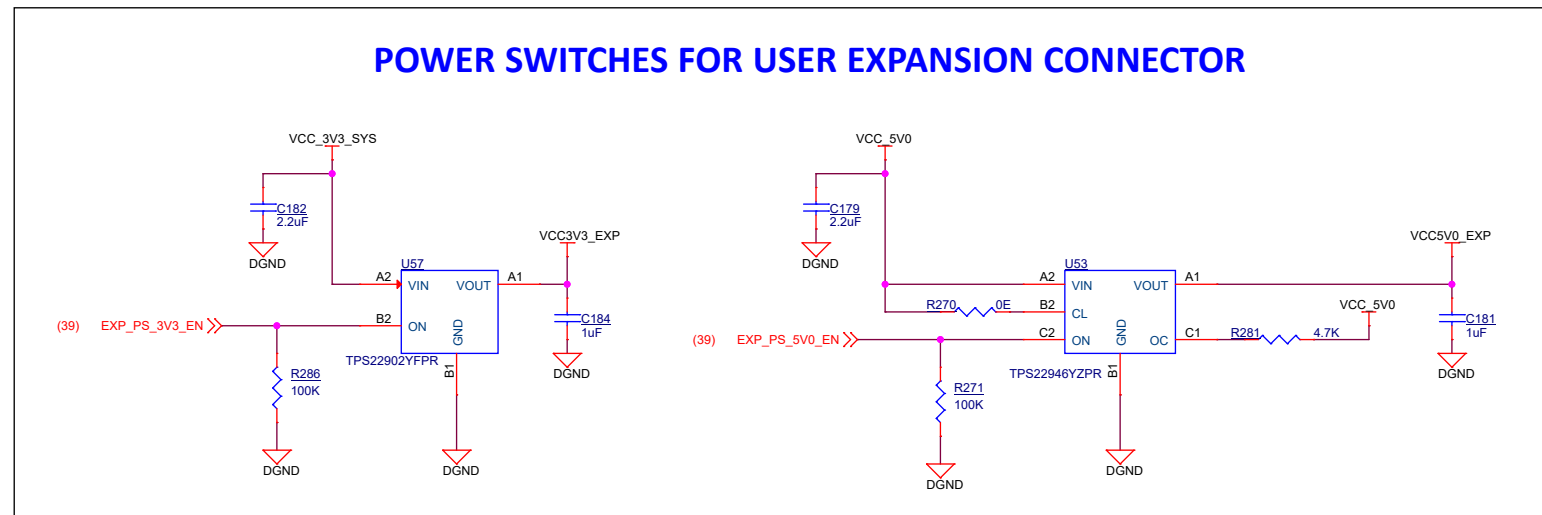 POWER SWITCHES FOR USER EXPANSION CONNECTOR
VCC_3V3_SYS
C182
2.2uF
DGND
VCC3V3_EXP
U57
A2
VIN
VOUT
A1
(39) EXP_PS_3V3_EN
B2
ON
GND
TPS22902YFPR
B1
C184
1uF
DGND
R286
100K
DGND
DGND
VCC_5V0
C179
2.2uF
DGND
VCC5V0_EXP
U53
A2
VIN
VOUT
A1
R270
0E
B2
CL
VCC_5V0
(39) EXP_PS_5V0_EN
C2
ON
GND
OC
C1
R281
4.7K
TPS22946YZPR
B1
C181
1uF
DGND
R271
100K
DGND
DGND